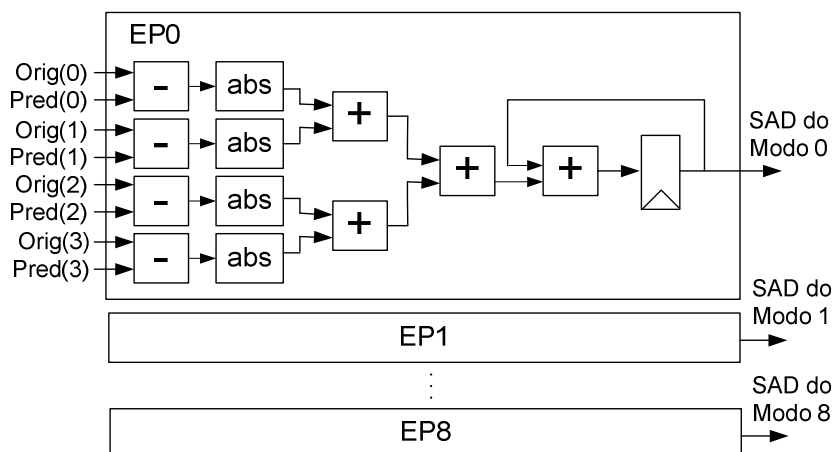 EP0
Orig(0)
Pred(0)
Orig(1)
Pred(1)
Orig(2)
Pred(2)
Orig(3)
Pred(3)
-
abs
-
abs
-
abs
-
abs
+
+
+
+
SAD do
Modo 0
EP1
SAD do
Modo 1
EP8
SAD do
Modo 8